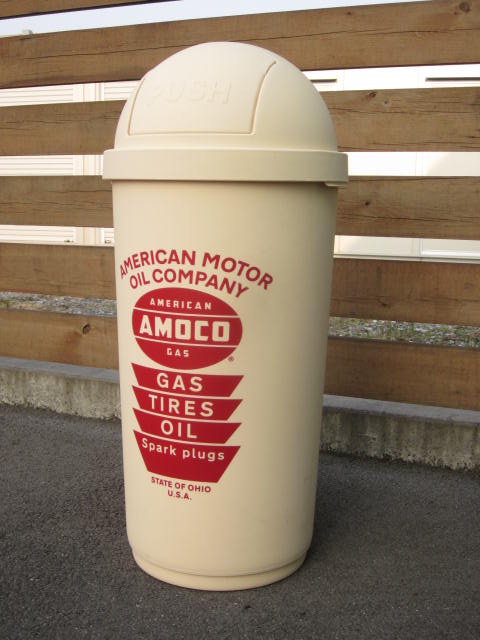 PUSH
AMERICAN MOTOR
OIL COMPANY
AMERICAN
AMOCO
GAS
®
GAS
TIRES
OIL
Spark plugs
STATE OF OHIO
U.S.A.